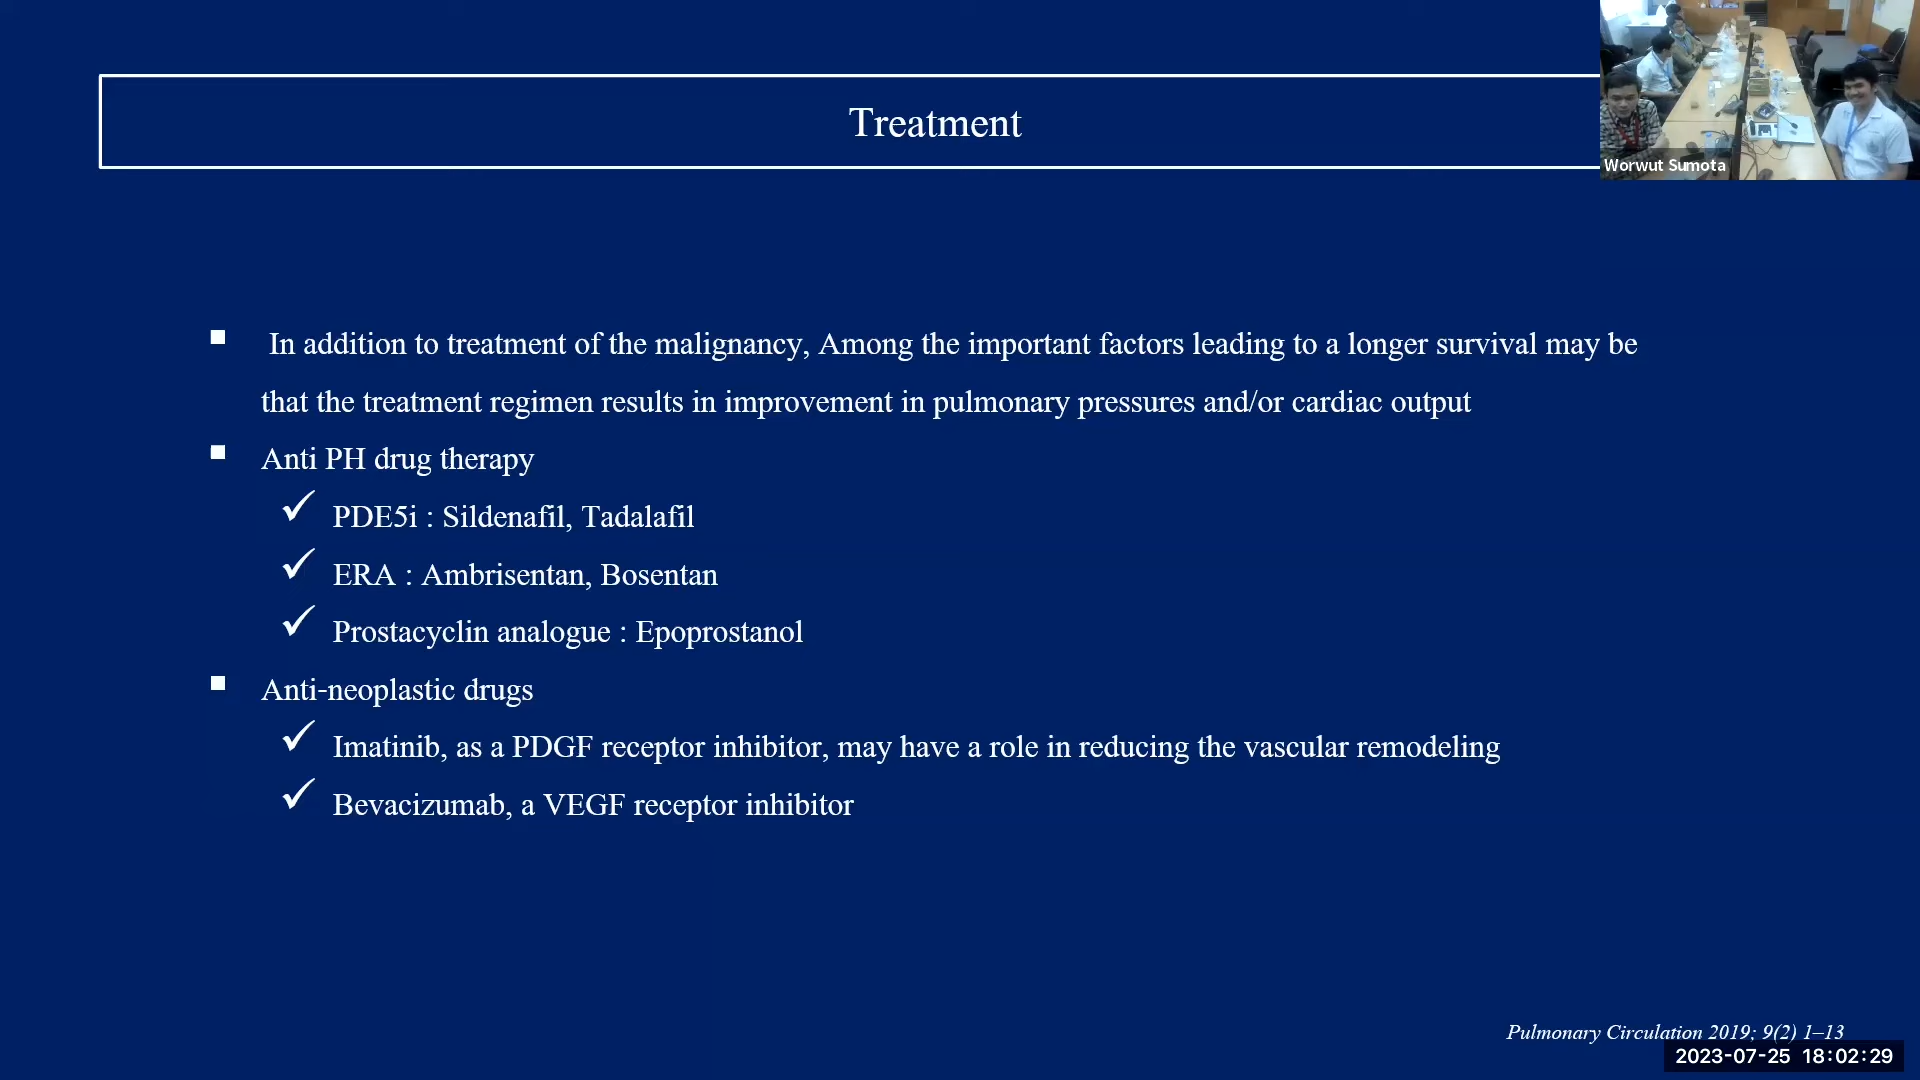 Treatment
Worwut Sumota
In addition to treatment of the malignancy, Among the important factors leading to a longer survival may be
that the treatment regimen results in improvement in pulmonary pressures and/or cardiac output
Anti PH drug therapy
PDE5i : Sildenafil, Tadalafil
ERA : Ambrisentan, Bosentan
Prostacyclin analogue : Epoprostanol
Anti-neoplastic drugs
Imatinib, as a PDGF receptor inhibitor, may have a role in reducing the vascular remodeling
Bevacizumab, a VEGF receptor inhibitor
Pulmonary Circulation 2019; 9(2) 1–13
2023-07-25 18:02:29